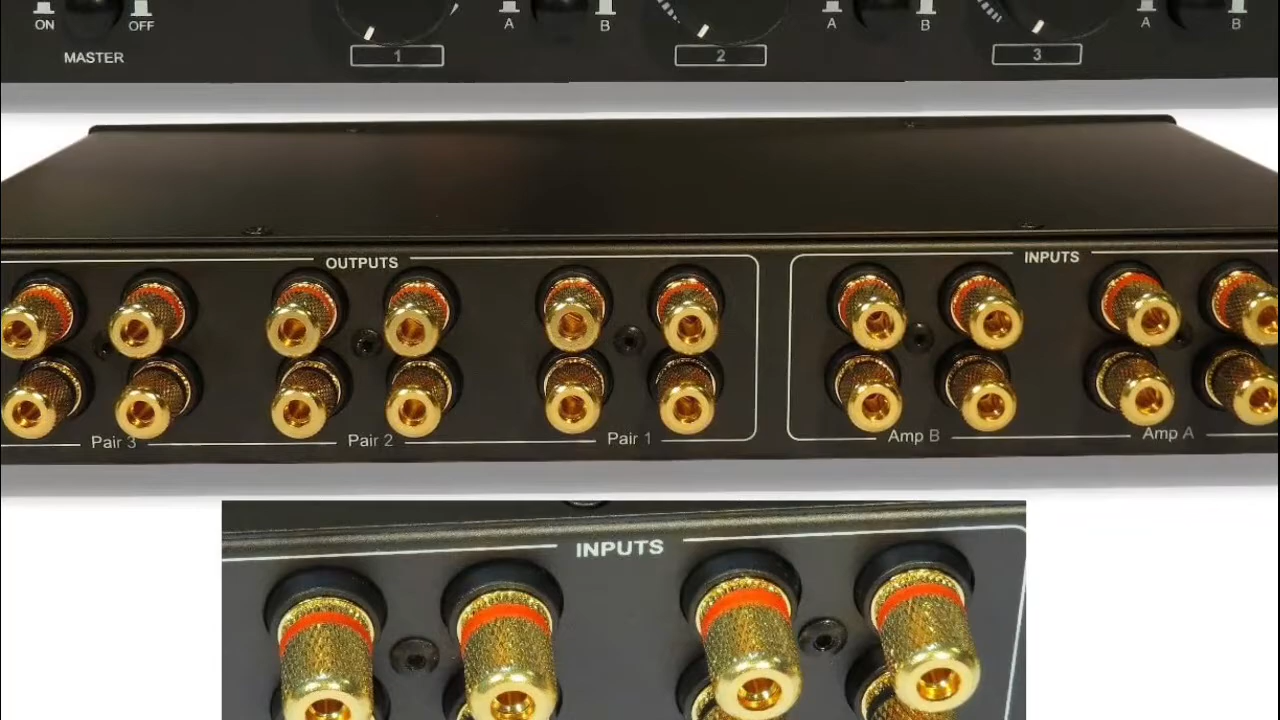 ON OFF A B A B A B
MASTER 1 2 3
OUTPUTS INPUTS
Pair 3 Pair 2 Pair 1 Amp B Amp A
INPUTS